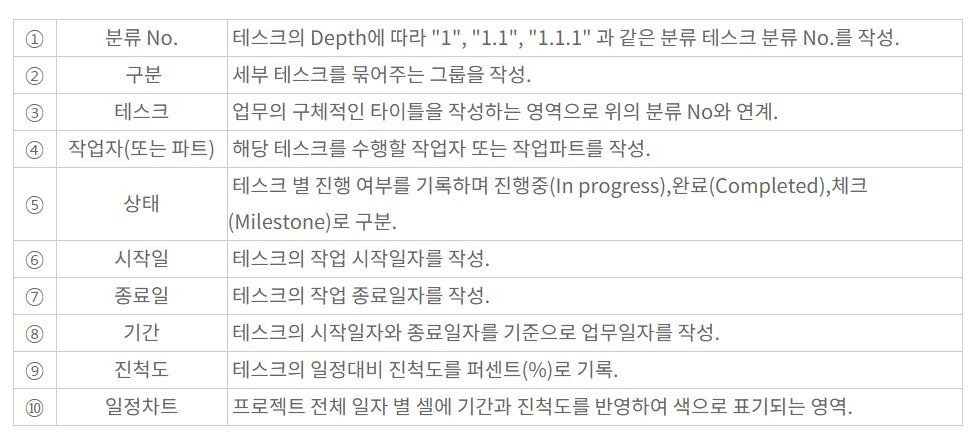 ① 분류 No. 테스크의 Depth에 따라 "1", "1.1", "1.1.1" 과 같은 분류 테스크 분류 No.를 작성.
② 구분 세부 테스크를 묶어주는 그룹을 작성.
③ 테스크 업무의 구체적인 타이틀을 작성하는 영역으로 위의 분류 No와 연계.
④ 작업자(또는 파트) 해당 테스크를 수행할 작업자 또는 작업파트를 작성.
⑤ 상태 테스크 별 진행 여부를 기록하며 진행중(In progress),완료(Completed),체크
(Milestone)로 구분.
⑥ 시작일 테스크의 작업 시작일자를 작성.
⑦ 종료일 테스크의 작업 종료일자를 작성.
⑧ 기간 테스크의 시작일자와 종료일자를 기준으로 업무일자를 작성.
⑨ 진척도 테스크의 일정대비 진척도를 퍼센트(%)로 기록.
⑩ 일정차트 프로젝트 전체 일자 별 셀에 기간과 진척도를 반영하여 색으로 표기되는 영역.